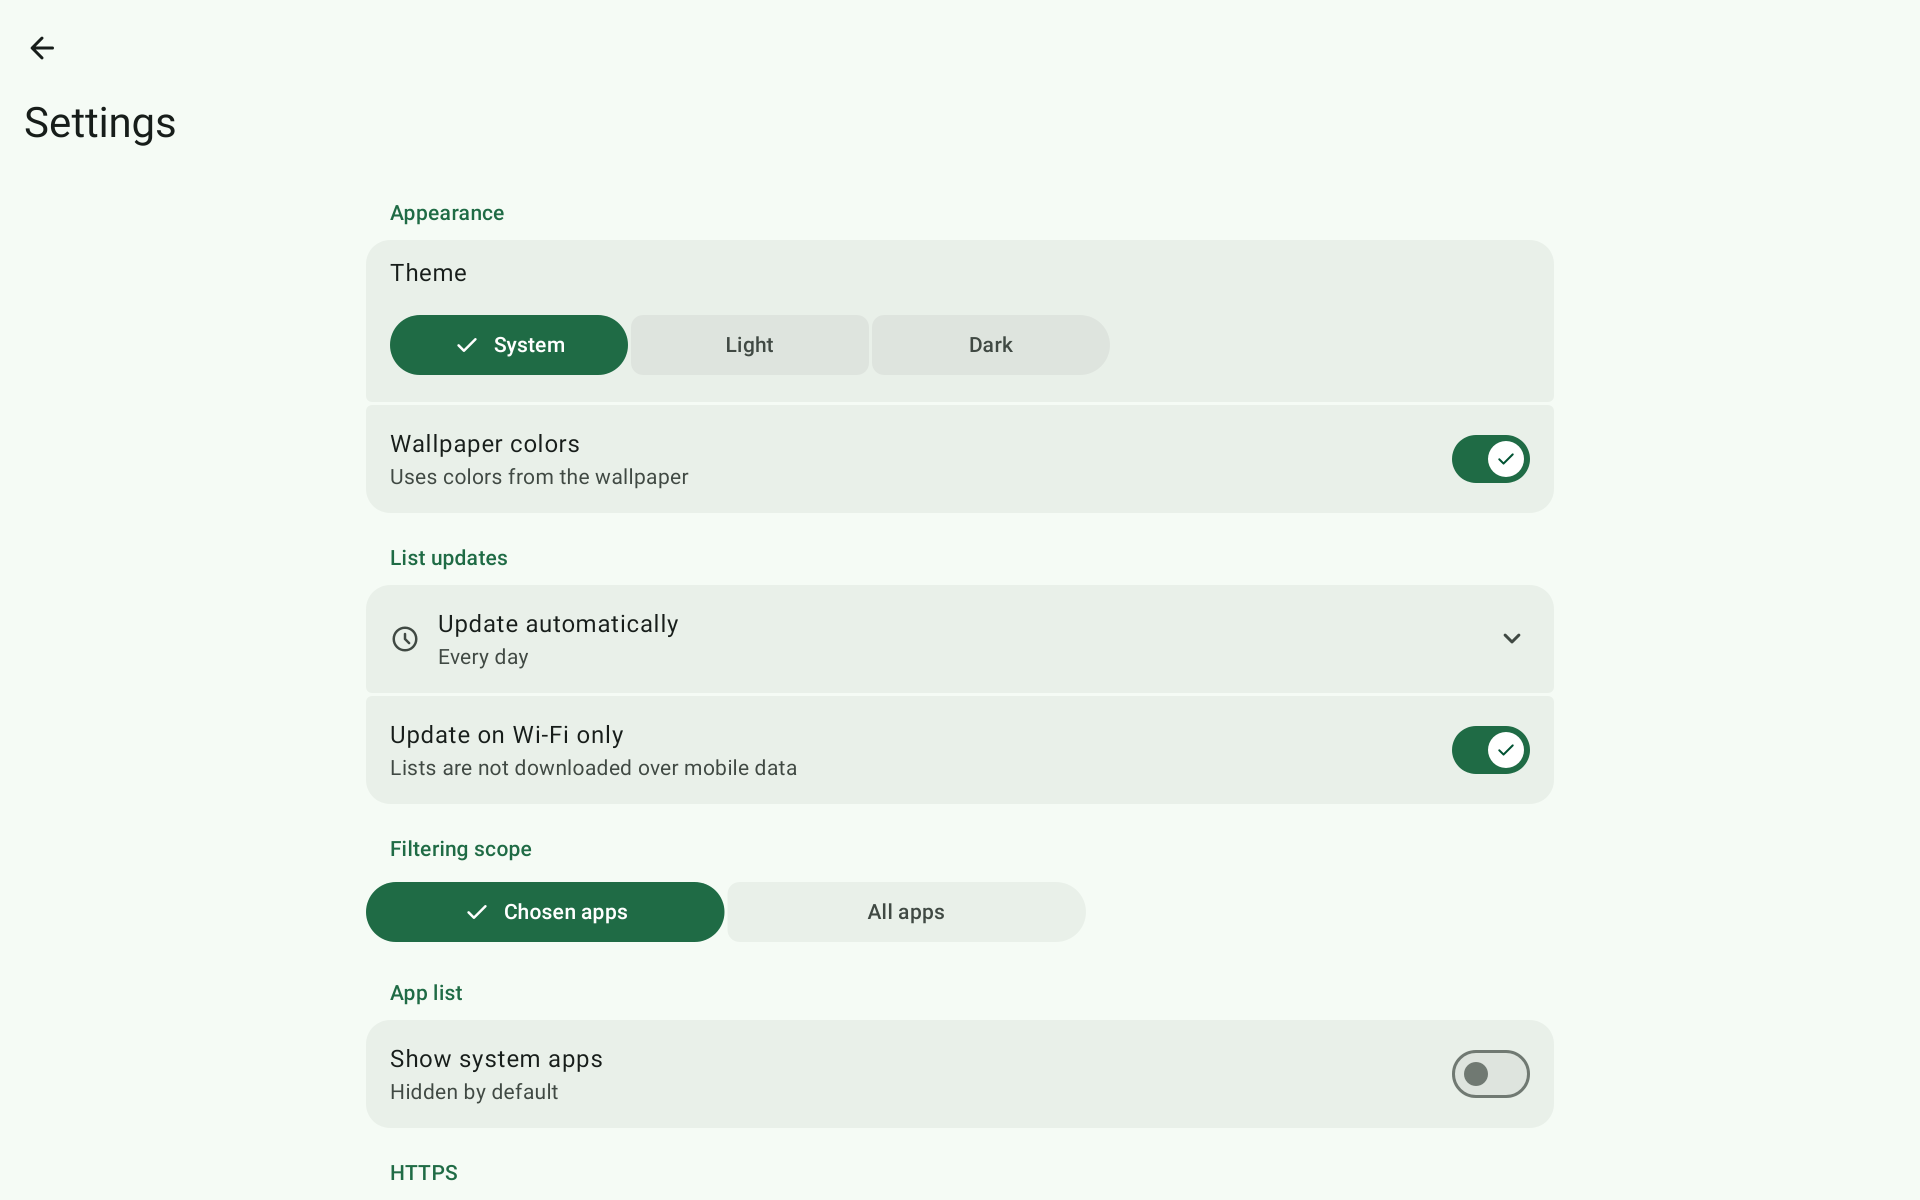 Settings
Appearance
Theme
System
Light
Dark
Wallpaper colors
Uses colors from the wallpaper
List updates
Update automatically
Every day
Update on Wi-Fi only
Lists are not downloaded over mobile data
Filtering scope
Chosen apps
All apps
App list
Show system apps
Hidden by default
HTTPS